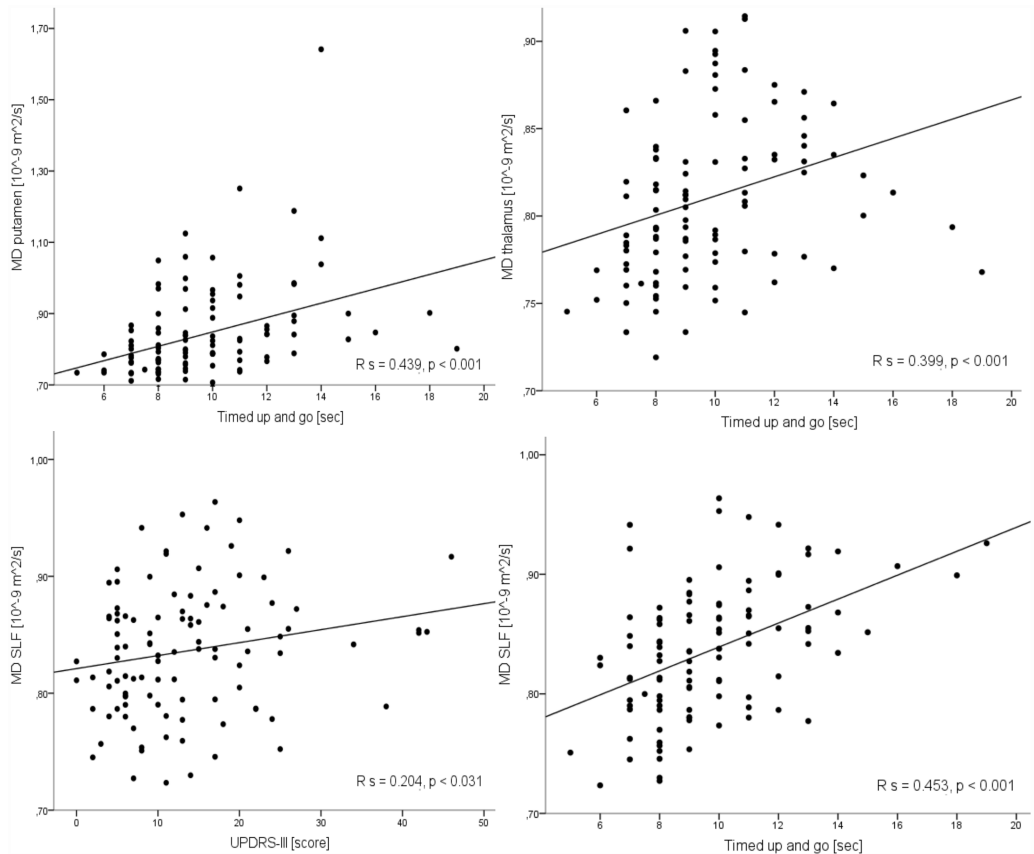 MD putamen [10^-9 m^2/s]
1,70
1,50
1,30
1,10
,90
,70
R s = 0.439, p < 0.001
6 8 10 12 14 16 18 20
Timed up and go [sec]
MD thalamus [10^-9 m^2/s]
,90
,85
,80
,75
,70
R s = 0.399, p < 0.001
6 8 10 12 14 16 18 20
Timed up and go [sec]
MD SLF [10^-9 m^2/s]
1,00
,90
,80
,70
R s = 0.204, p < 0.031
0 10 20 30 40 50
UPDRS-III [score]
MD SLF [10^-9 m^2/s]
1,00
,90
,80
,70
R s = 0.453, p < 0.001
6 8 10 12 14 16 18 20
Timed up and go [sec]